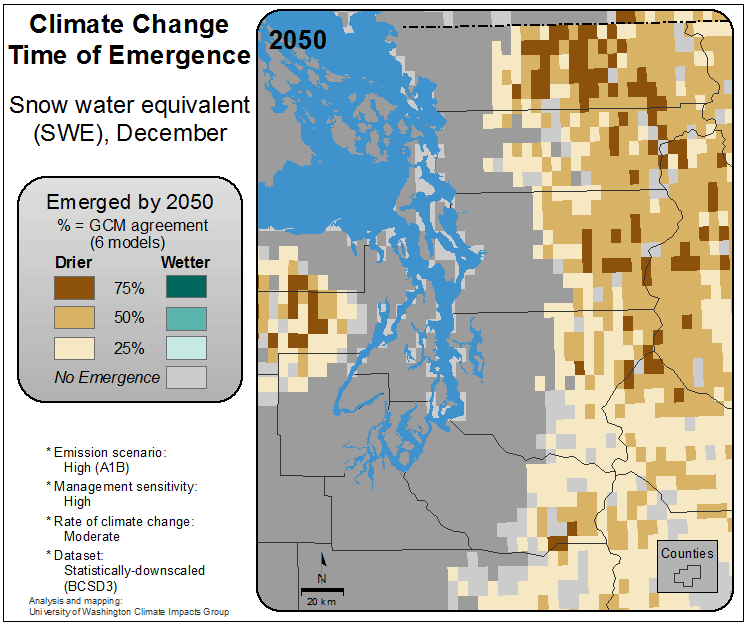 Climate Change
Time of Emergence
Snow water equivalent
(SWE), December
Emerged by 2050
% = GCM agreement
(6 models)
Drier Wetter
75%
50%
25%
No Emergence
* Emission scenario:
High (A1B)
* Management sensitivity:
High
* Rate of climate change:
Moderate
* Dataset:
Statistically-downscaled
(BCSD3)
Analysis and mapping:
University of Washington Climate Impacts Group
2050
N
20 km
Counties